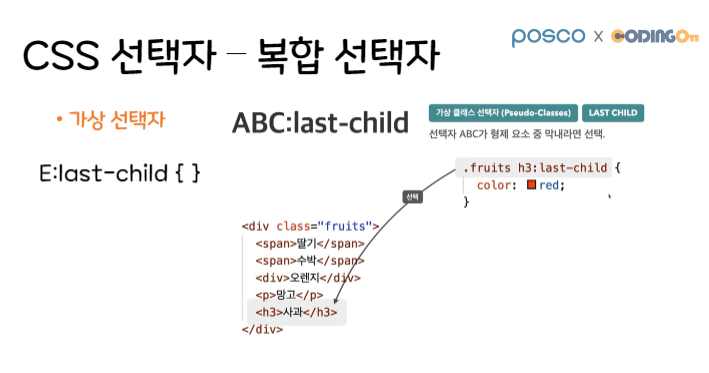 CSS 선택자 – 복합 선택자
posco x CODINGOn
• 가상 선택자
E:last-child { }
ABC:last-child
가상 클래스 선택자 (Pseudo-Classes) LAST CHILD
선택자 ABC가 형제 요소 중 막내라면 선택.
.fruits h3:last-child {
color: red;
}
선택
<div class="fruits">
<span>딸기</span>
<span>수박</span>
<div>오렌지</div>
<p>망고</p>
<h3>사과</h3>
</div>